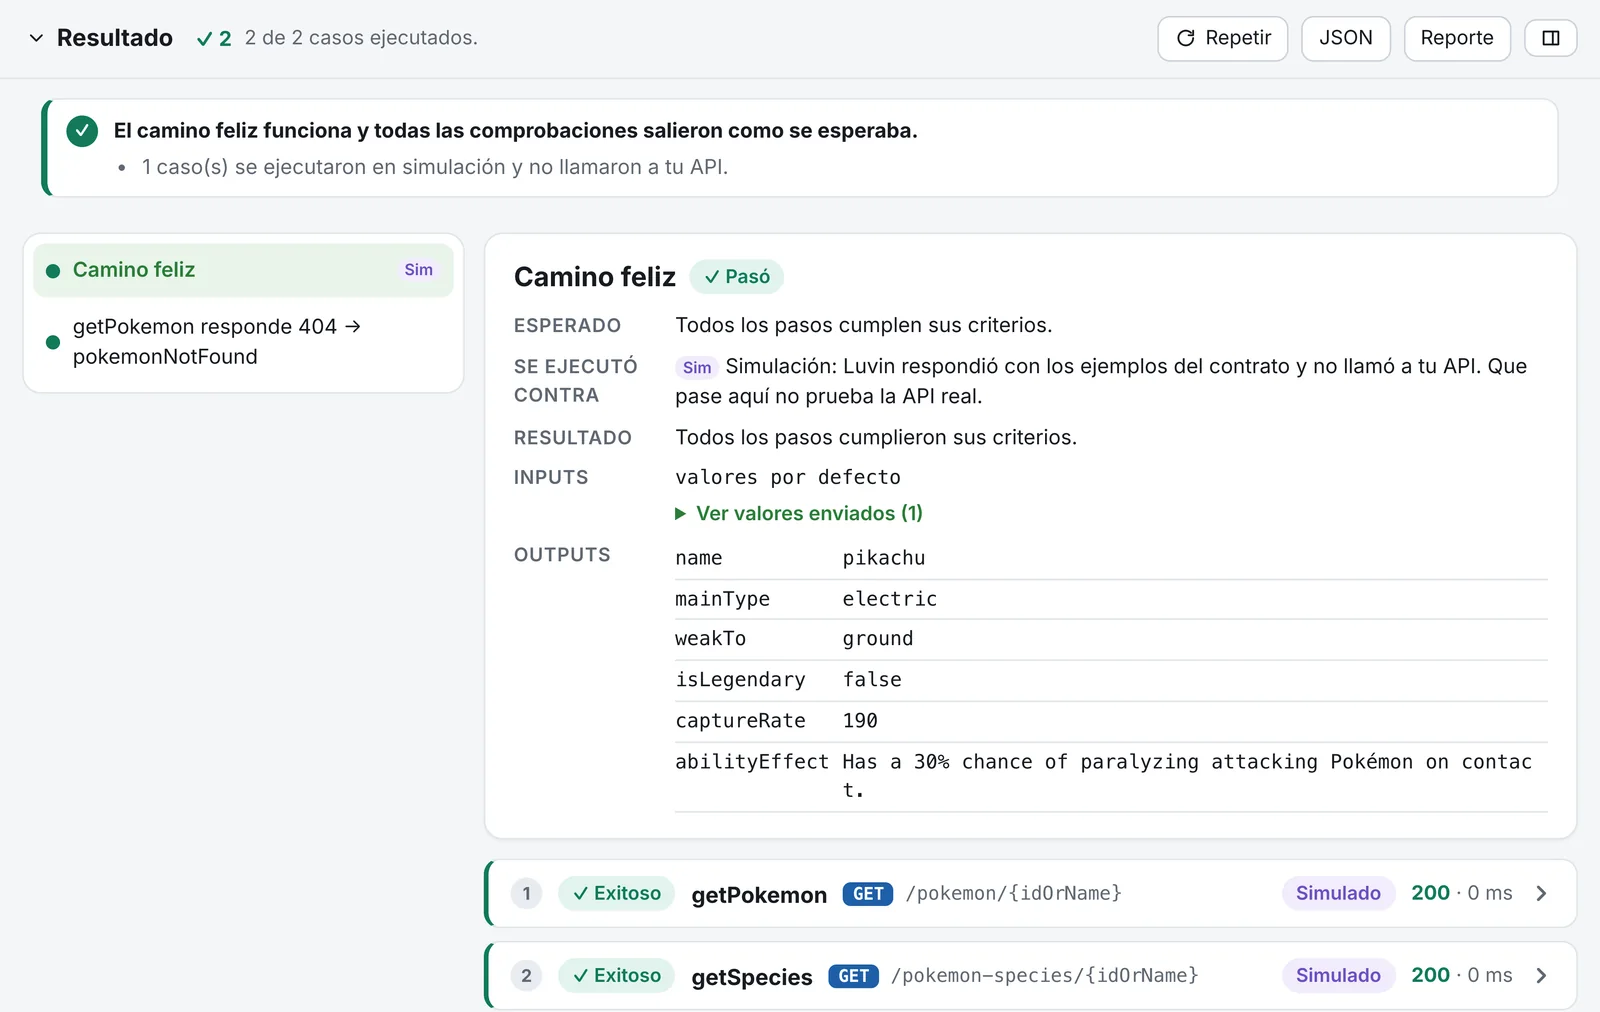 Resultado ✓ 2 2 de 2 casos ejecutados.
Repetir JSON Reporte
El camino feliz funciona y todas las comprobaciones salieron como se esperaba.
• 1 caso(s) se ejecutaron en simulación y no llamaron a tu API.
Camino feliz Sim
getPokemon responde 404 →
pokemonNotFound
Camino feliz ✓ Pasó
ESPERADO Todos los pasos cumplen sus criterios.
SE EJECUTÓ CONTRA Sim Simulación: Luvin respondió con los ejemplos del contrato y no llamó a tu API. Que
pase aquí no prueba la API real.
RESULTADO Todos los pasos cumplieron sus criterios.
INPUTS valores por defecto
▶ Ver valores enviados (1)
OUTPUTS name pikachu
mainType electric
weakTo ground
isLegendary false
captureRate 190
abilityEffect Has a 30% chance of paralyzing attacking Pokémon on contac
t.
1 ✓ Exitoso getPokemon GET /pokemon/{idOrName} Simulado 200 · 0 ms
2 ✓ Exitoso getSpecies GET /pokemon-species/{idOrName} Simulado 200 · 0 ms